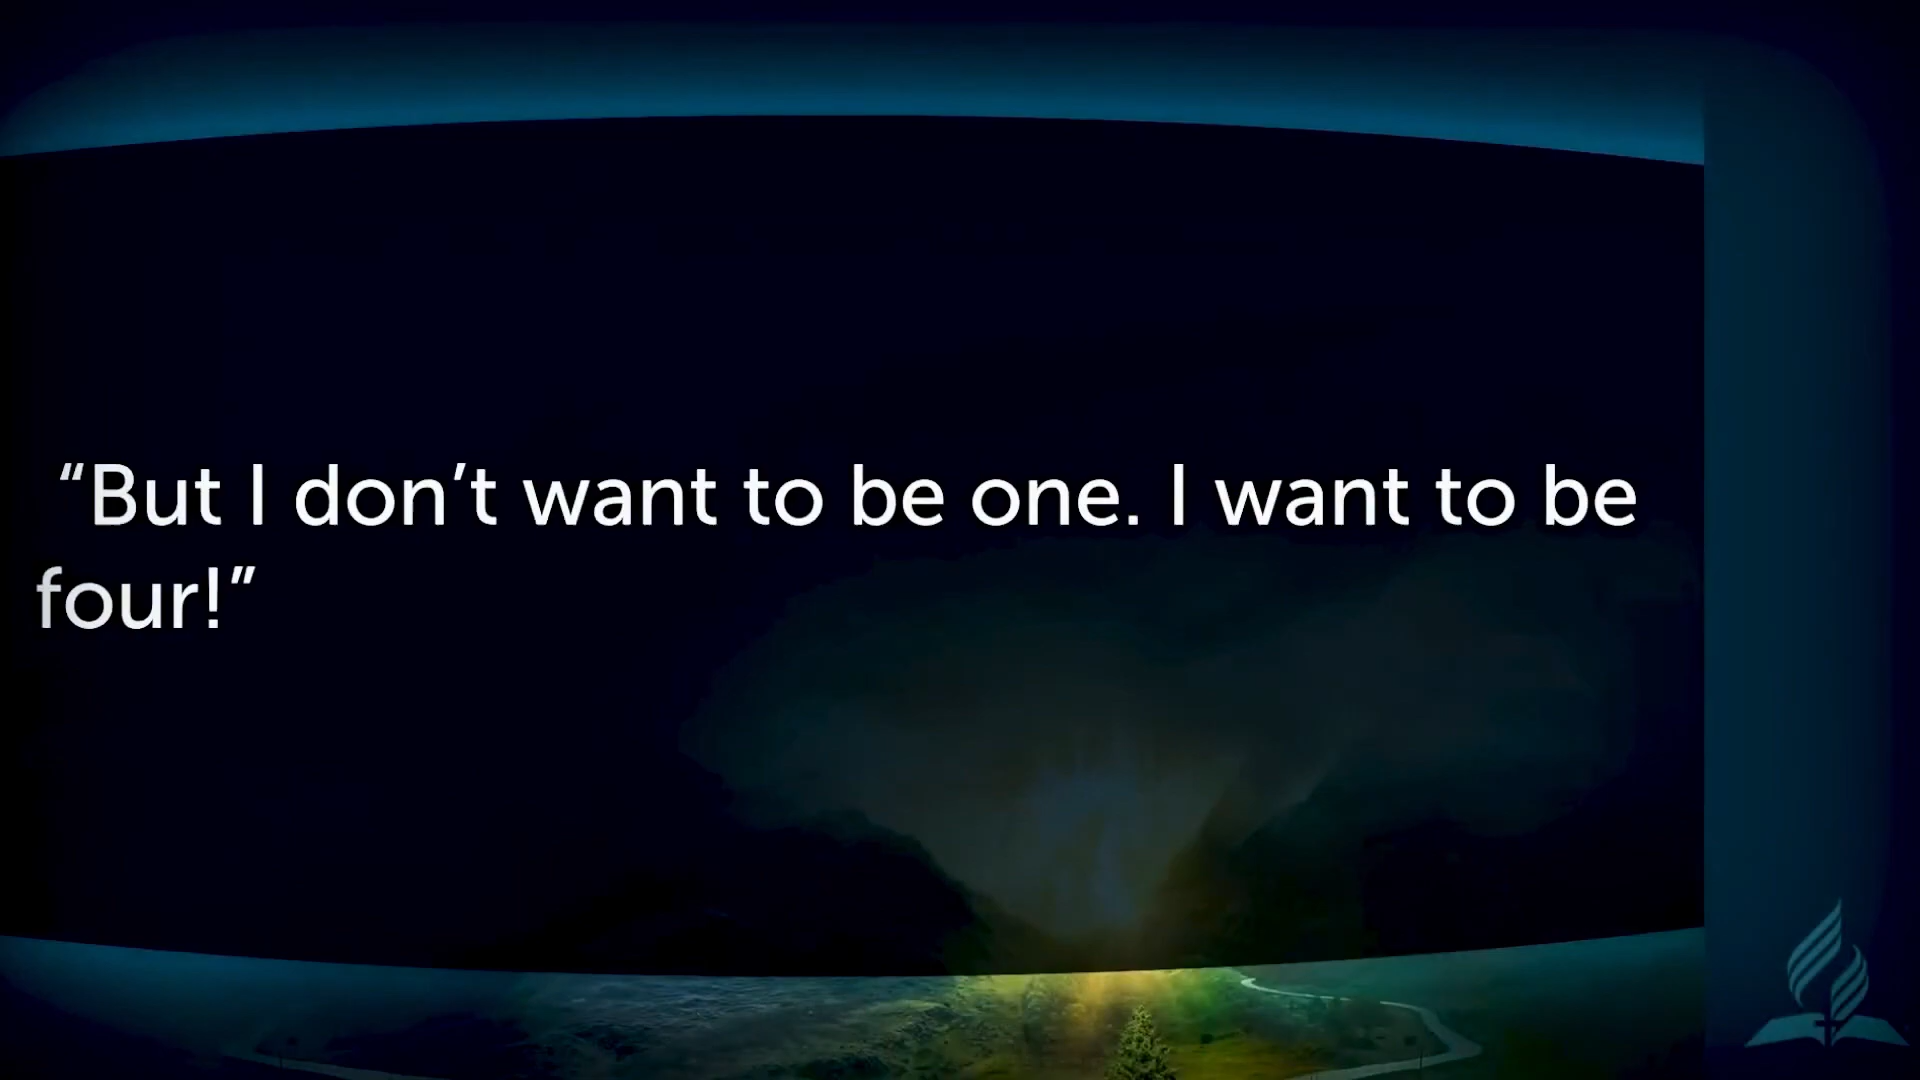 “But I don’t want to be one. I want to be
four!”